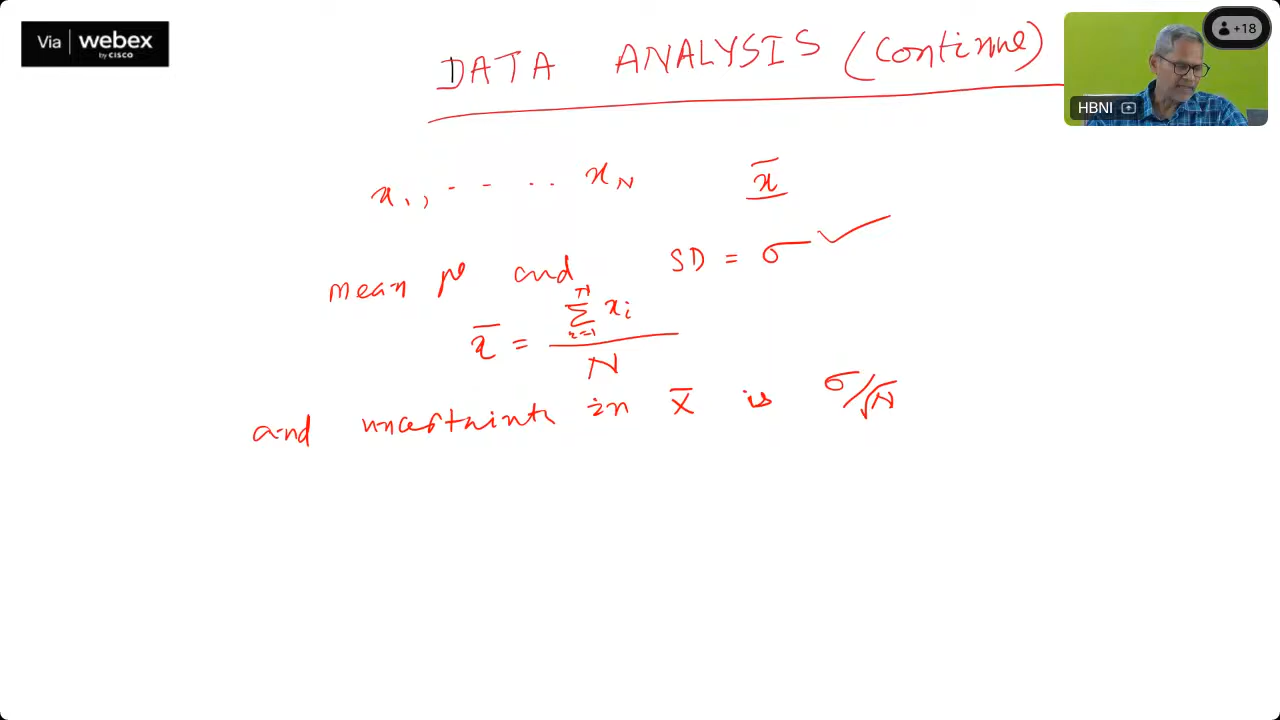 Via webex
by CISCO
DATA ANALYSIS (Continue)
+18
HBNI
x₁, - - . . . x_N x̄
mean μ and SD = σ ✓
x̄ = ∑_{i=1}^{N} x_i / N
and uncertainty in x̄ is σ/√N